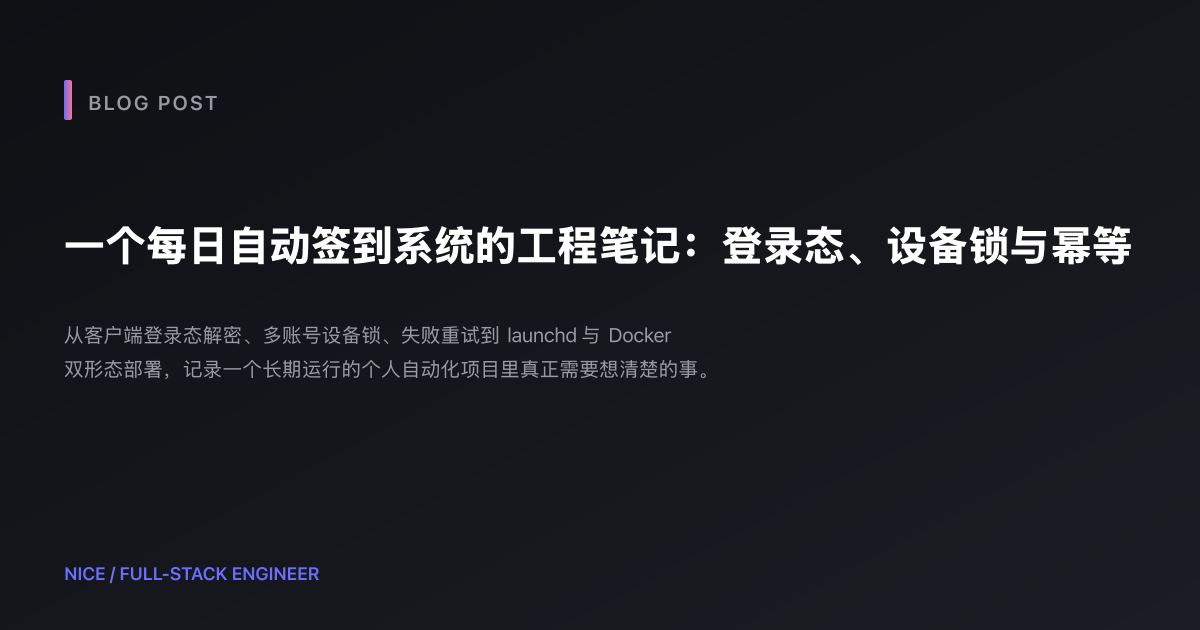 BLOG POST
一个每日自动签到系统的工程笔记：登录态、设备锁与幂等
从客户端登录态解密、多账号设备锁、失败重试到 launchd 与 Docker
双形态部署，记录一个长期运行的个人自动化项目里真正需要想清楚的事。
NICE / FULL-STACK ENGINEER